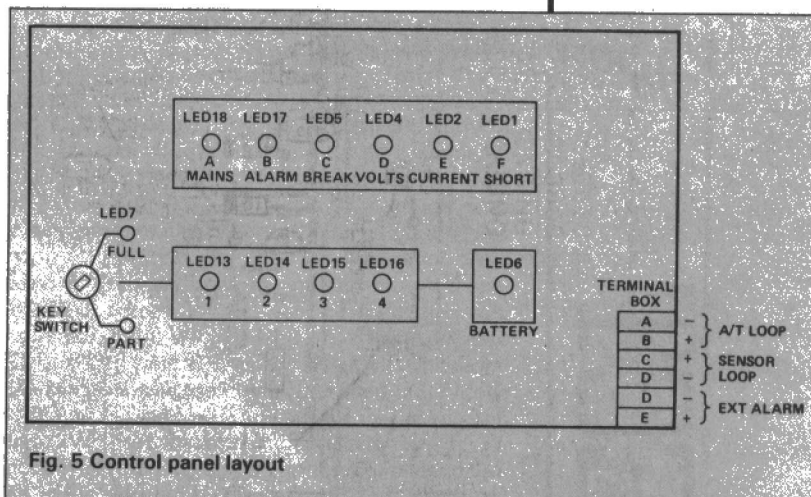 LED18 LED17 LED5 LED4 LED2 LED1
A B C D E F
MAINS ALARM BREAK VOLTS CURRENT SHORT
LED7
FULL
KEY SWITCH
PART
LED13 LED14 LED15 LED16
1 2 3 4
LED6
BATTERY
TERMINAL
BOX
A –
B +
A/T LOOP
C +
D –
SENSOR
LOOP
D –
E +
EXT ALARM
Fig. 5 Control panel layout